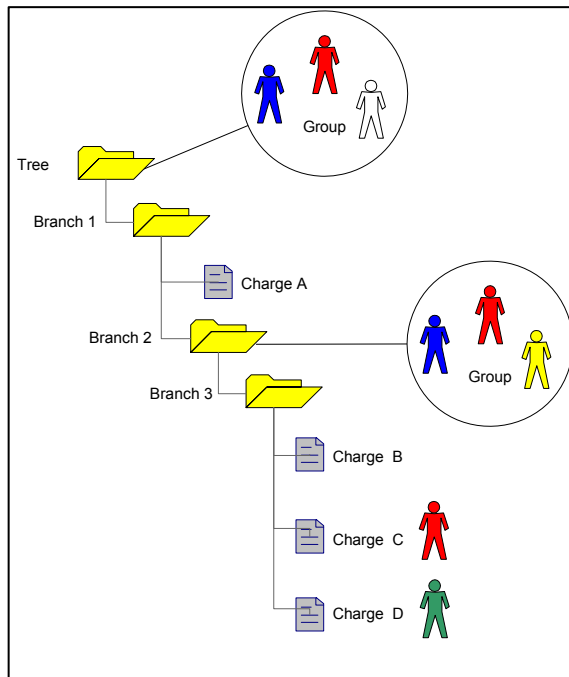 Group
Tree
Branch 1
Charge A
Branch 2
Group
Branch 3
Charge B
Charge C
Charge D